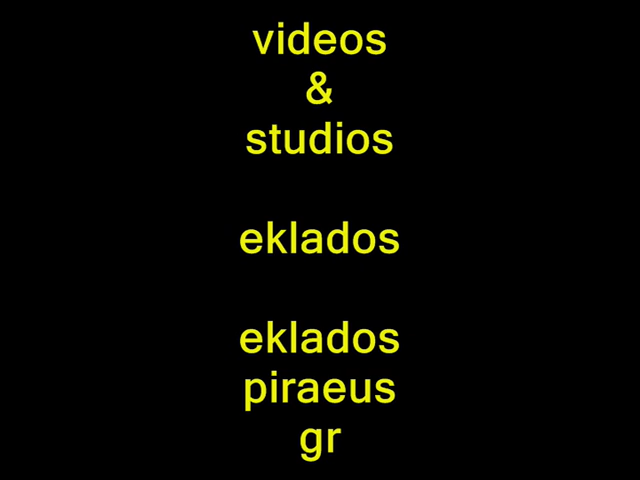 videos
&
studios
eklados
eklados
piraeus
gr